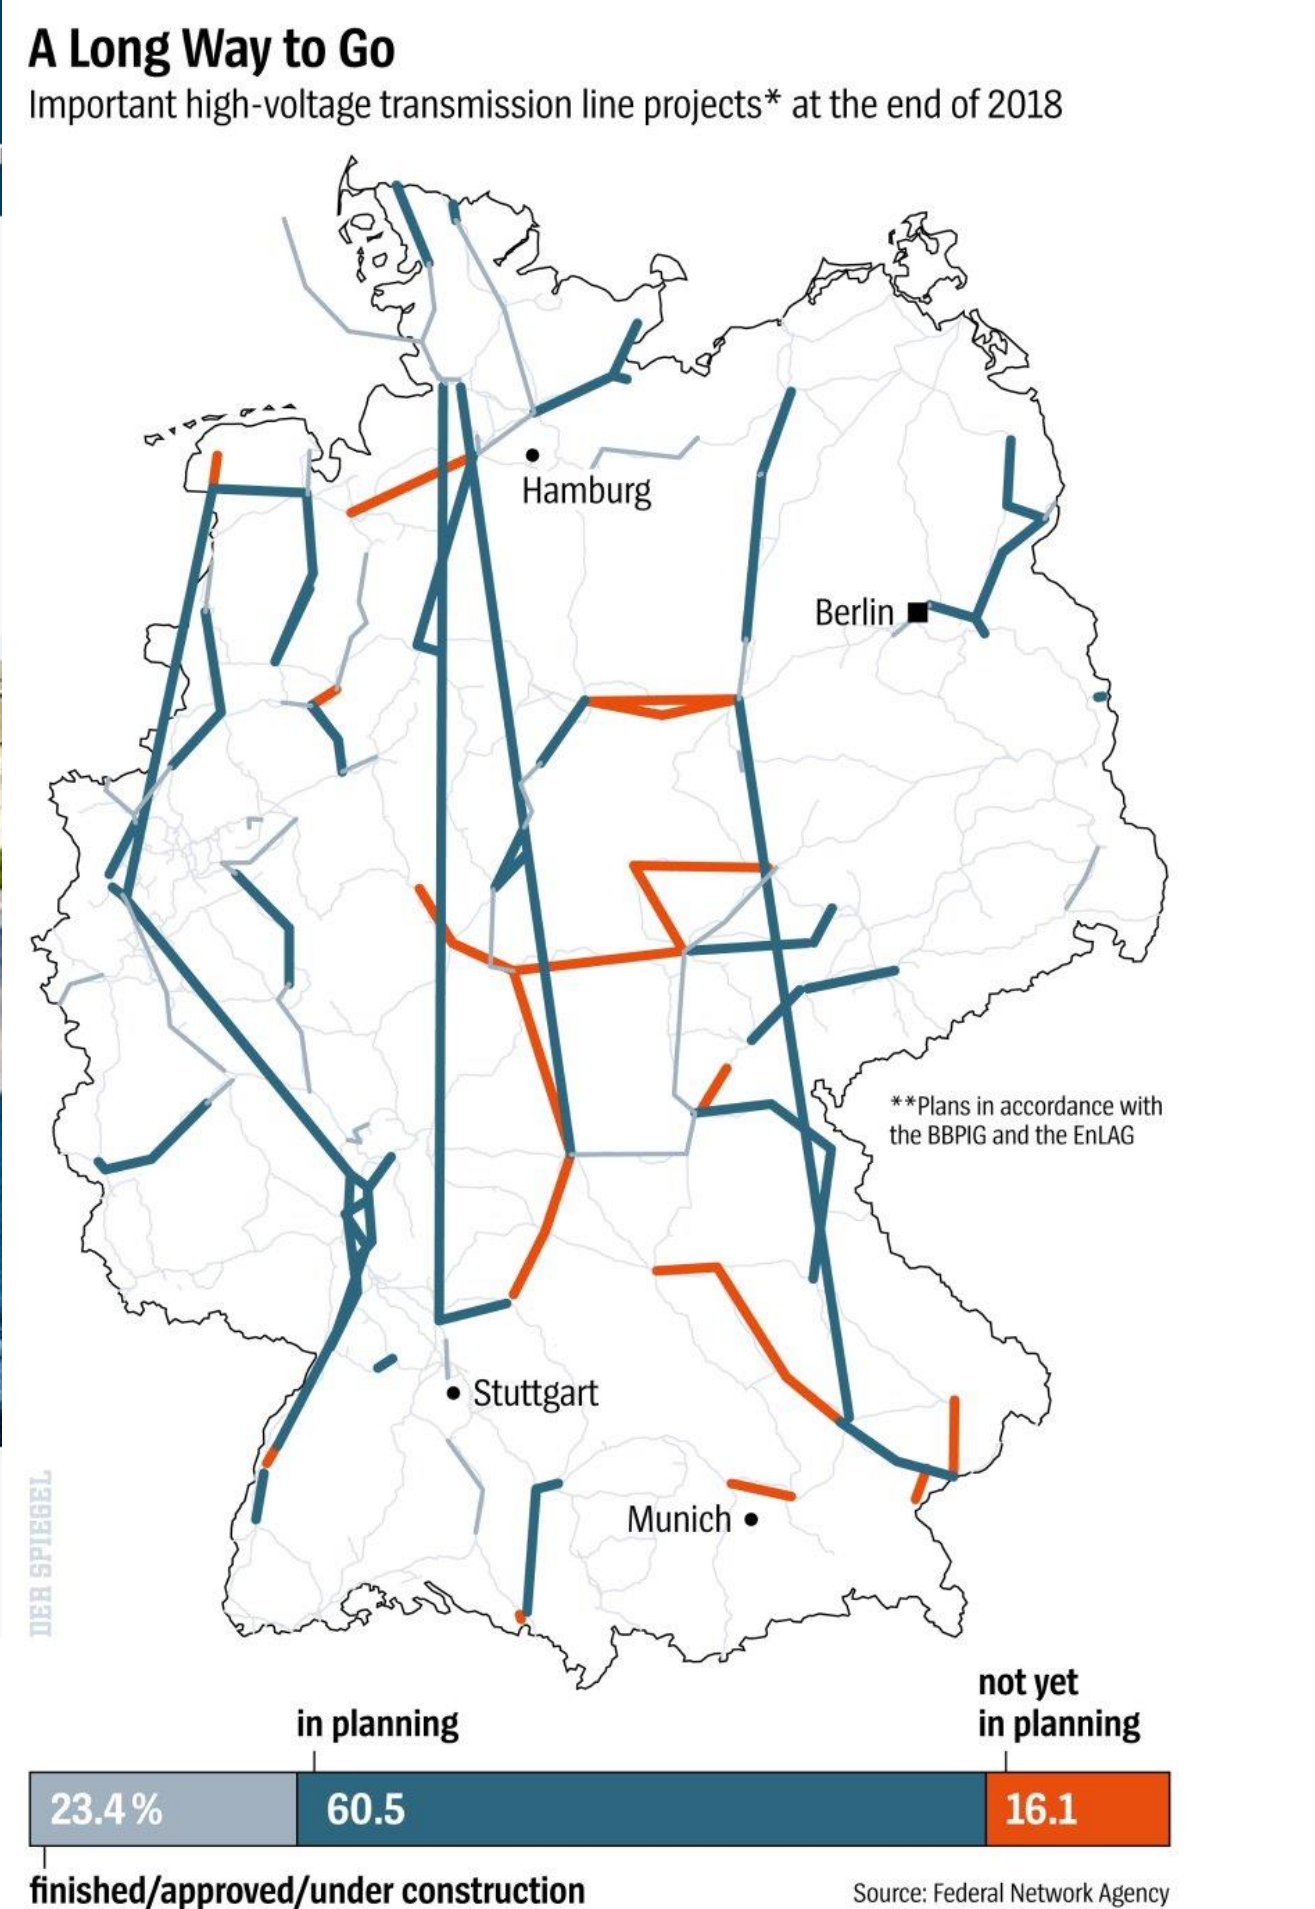 A Long Way to Go
Important high-voltage transmission line projects* at the end of 2018
Hamburg
Berlin
**Plans in accordance with
the BBPIG and the EnLAG
Stuttgart
Munich
DER SPIEGEL
not yet
in planning
in planning
23.4%
60.5
16.1
finished/approved/under construction
Source: Federal Network Agency